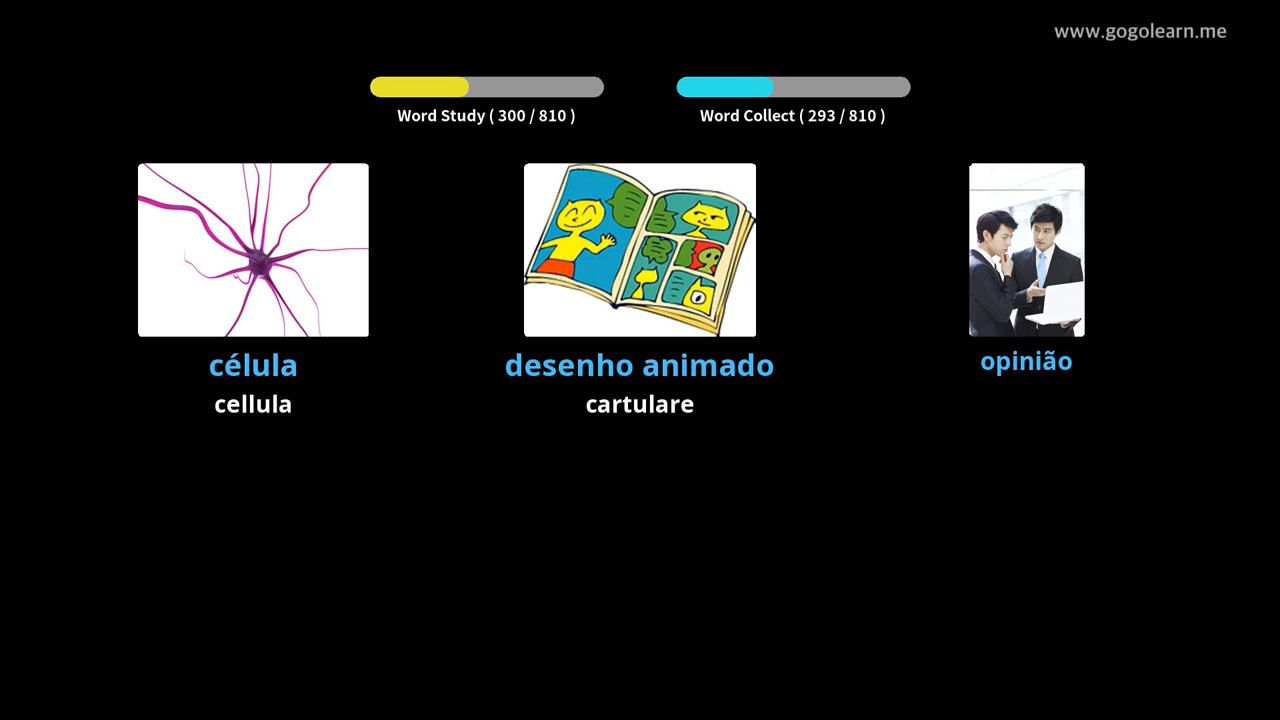 www.gogolearn.me
Word Study ( 300 / 810 )
Word Collect ( 293 / 810 )
célula
desenho animado
opinião
cellula
cartulare